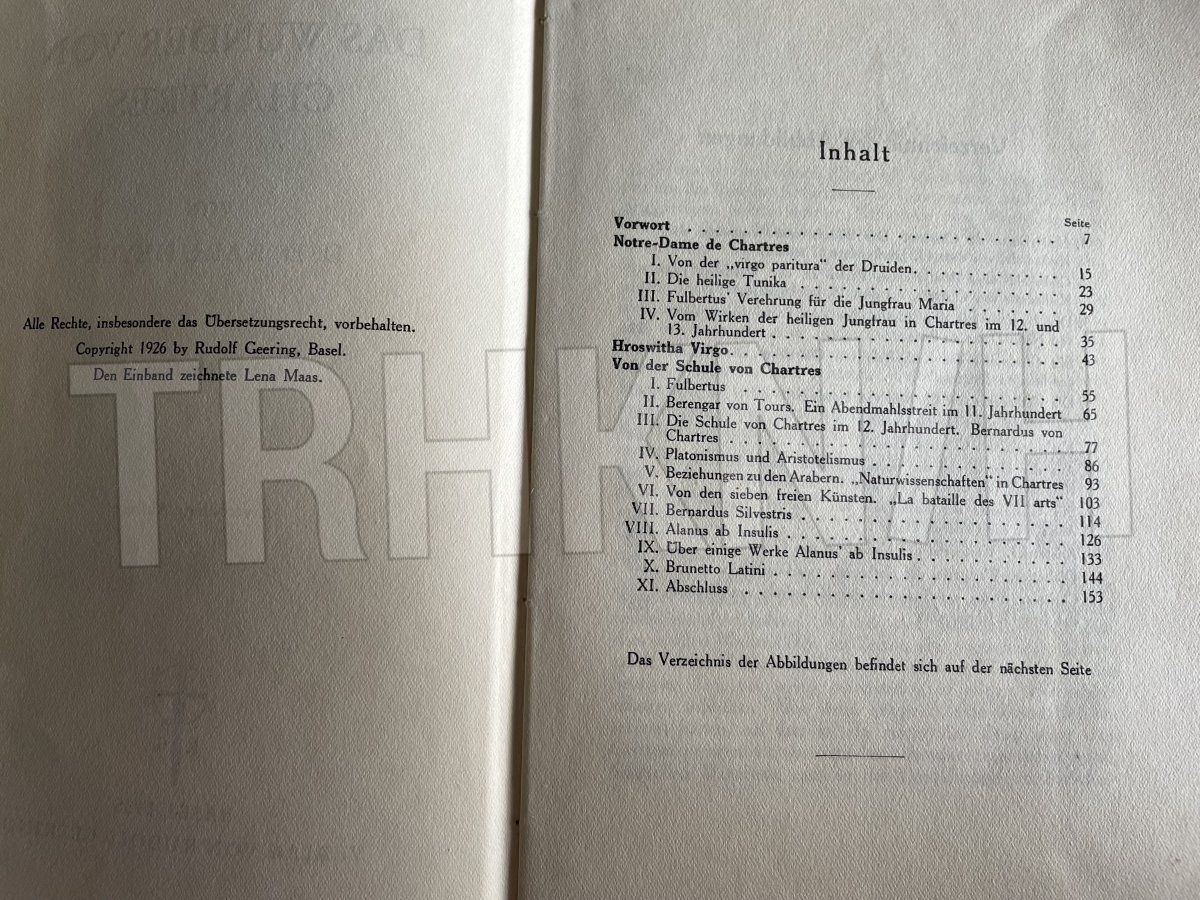 DAS WUNDER VON
CHARTRES
Alle Rechte, insbesondere das Übersetzungsrecht, vorbehalten.
Copyright 1926 by Rudolf Geering, Basel.
Den Einband zeichnete Lena Maas.
Inhalt
Seite
Vorwort . . . . . . . . . . . . . . . . . . . . 7
Notre-Dame de Chartres
I. Von der „virgo paritura“ der Druiden. . . . . . . . . 15
II. Die heilige Tunika . . . . . . . . . . . . . . . . 23
III. Fulbertus' Verehrung für die Jungfrau Maria . . . . . . 29
IV. Vom Wirken der heiligen Jungfrau in Chartres im 12. und
13. Jahrhundert . . . . . . . . . . . . . . . . . 35
Hroswitha Virgo. . . . . . . . . . . . . . . . . . . 43
Von der Schule von Chartres
I. Fulbertus . . . . . . . . . . . . . . . . . . . 55
II. Berengar von Tours. Ein Abendmahlsstreit im 11. Jahrhundert 65
III. Die Schule von Chartres im 12. Jahrhundert. Bernardus von
Chartres . . . . . . . . . . . . . . . . . . . . 77
IV. Platonismus und Aristotelismus . . . . . . . . . . . 86
V. Beziehungen zu den Arabern. „Naturwissenschaften“ in Chartres 93
VI. Von den sieben freien Künsten. „La bataille des VII arts“ 103
VII. Bernardus Silvestris . . . . . . . . . . . . . . . 114
VIII. Alanus ab Insulis . . . . . . . . . . . . . . . . 126
IX. Über einige Werke Alanus' ab Insulis . . . . . . . . . 133
X. Brunetto Latini . . . . . . . . . . . . . . . . . 144
XI. Abschluss . . . . . . . . . . . . . . . . . . . 153
Das Verzeichnis der Abbildungen befindet sich auf der nächsten Seite